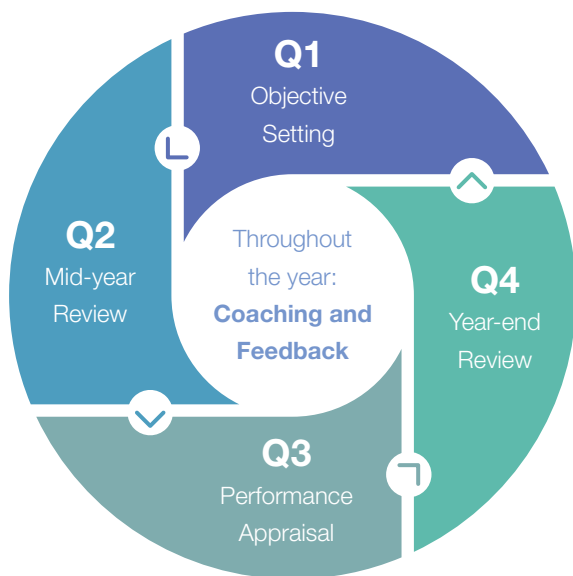 Q1
Objective
Setting
Q2
Mid-year
Review
Throughout
the year:
Coaching and
Feedback
Q4
Year-end
Review
Q3
Performance
Appraisal